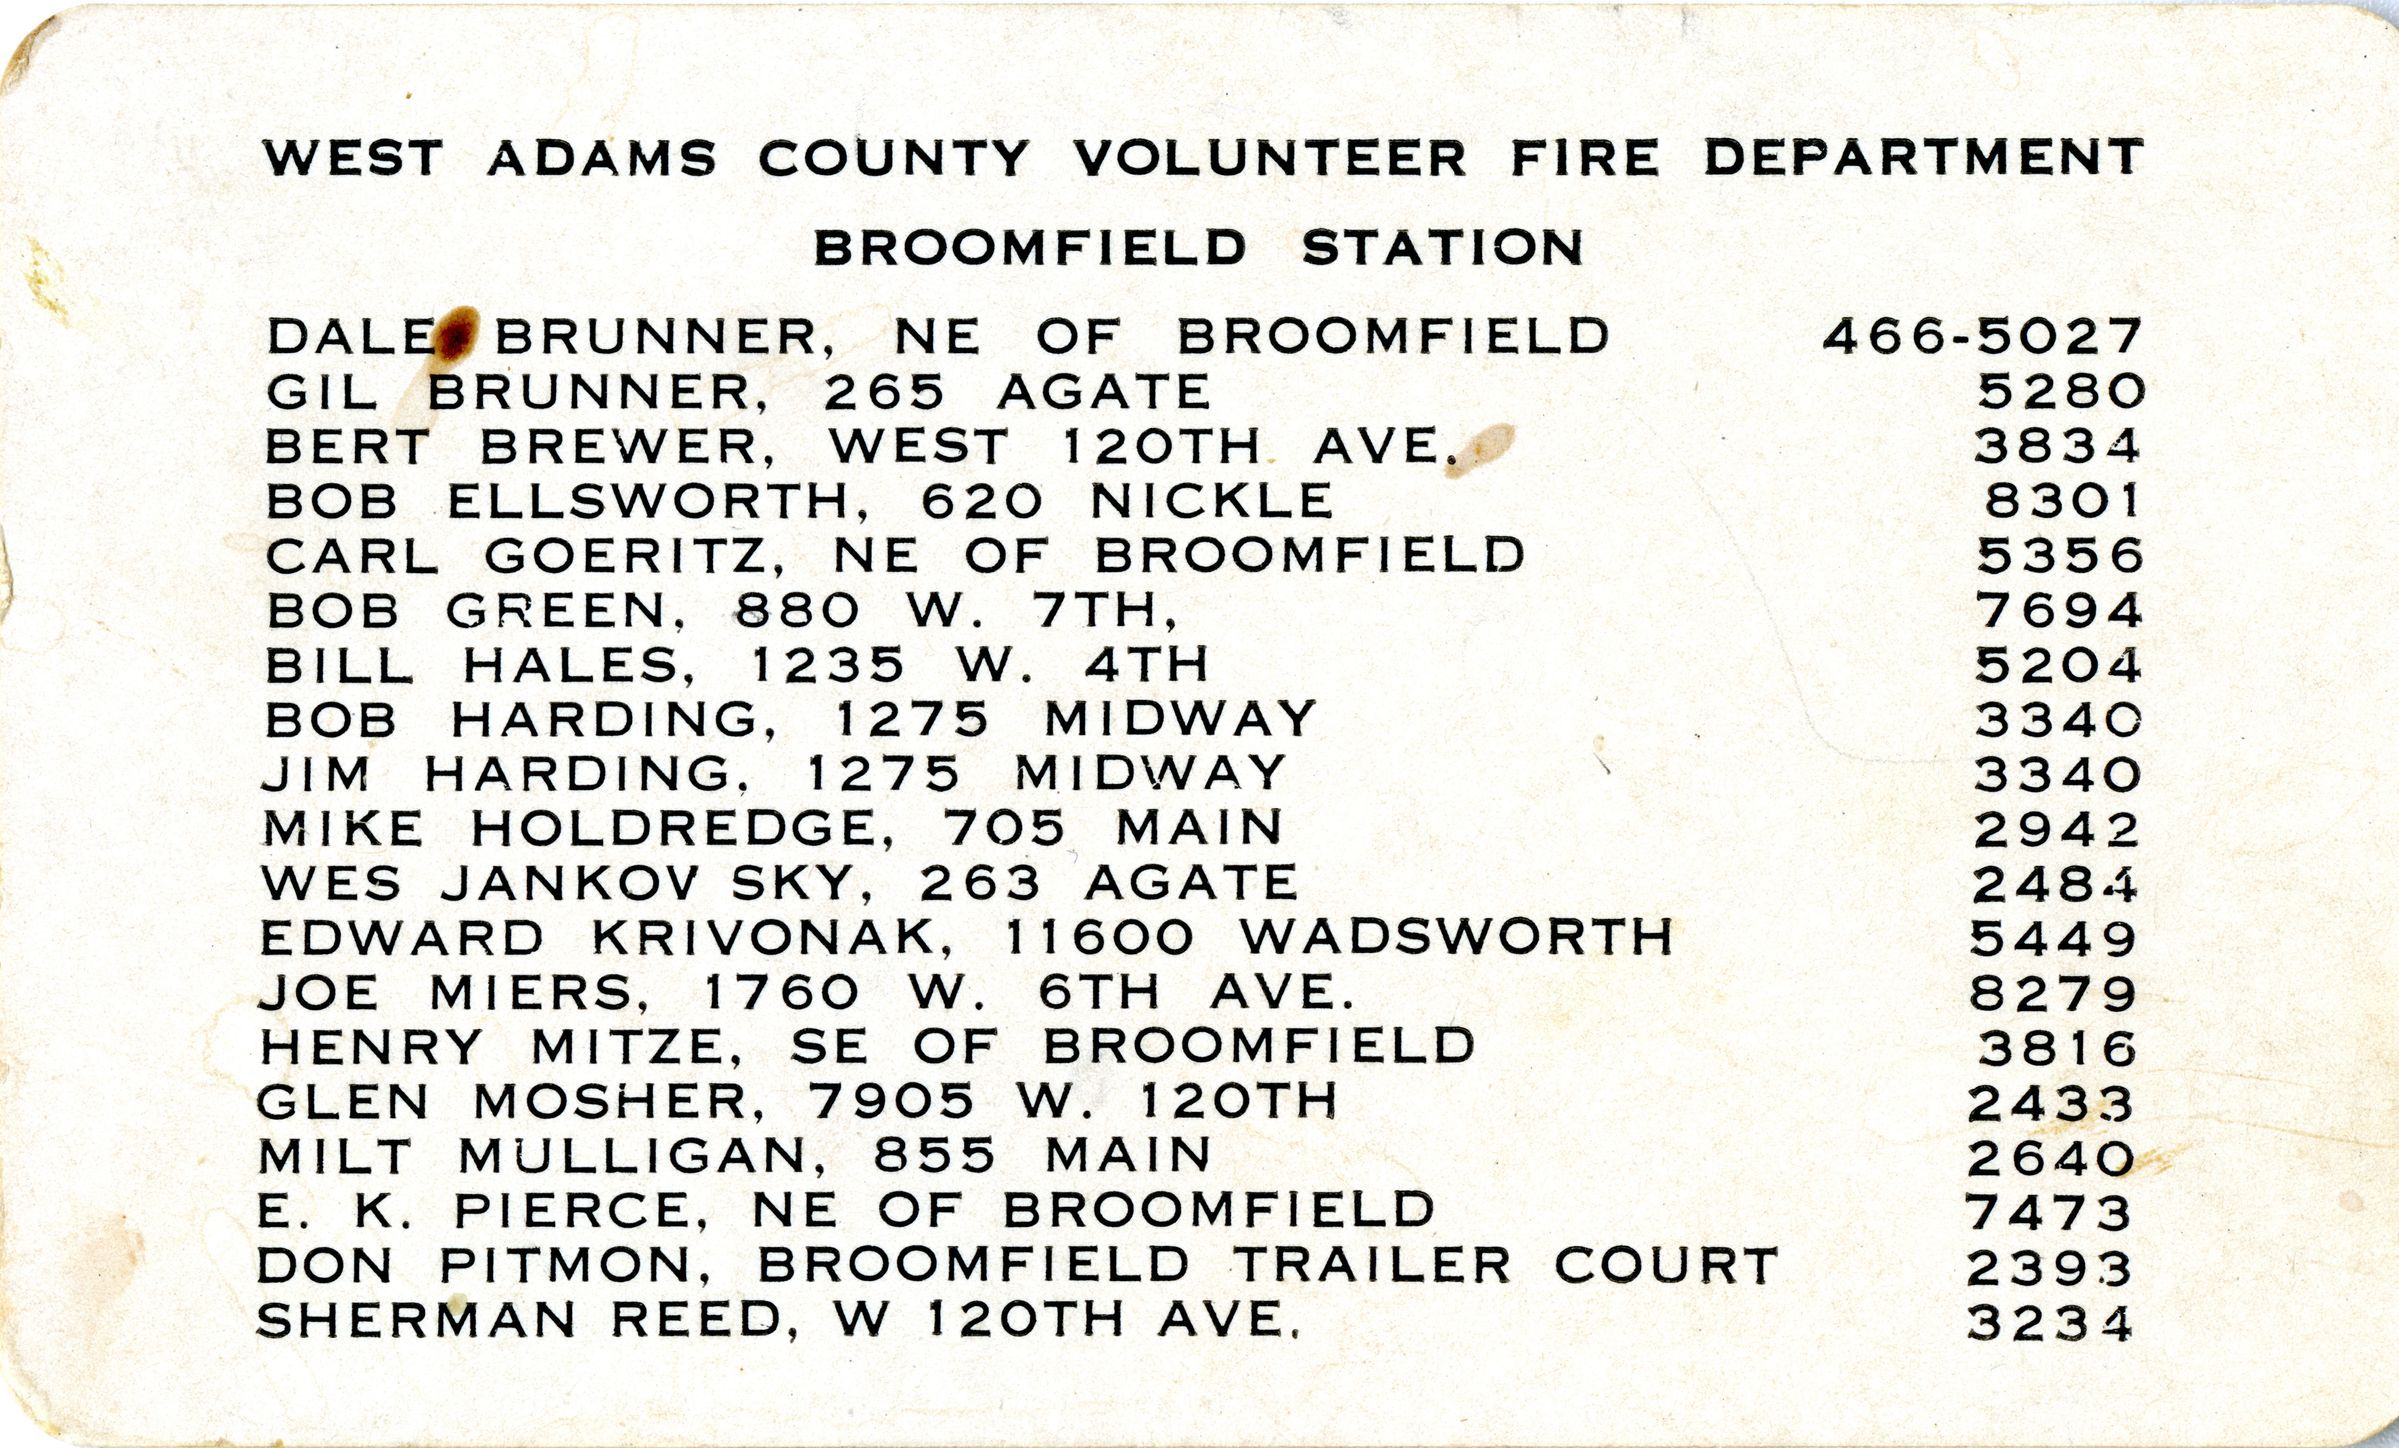 WEST ADAMS COUNTY VOLUNTEER FIRE DEPARTMENT
BROOMFIELD STATION
DALE BRUNNER, NE OF BROOMFIELD 466-5027
GIL BRUNNER, 265 AGATE 5280
BERT BREWER, WEST 120TH AVE. 3834
BOB ELLSWORTH, 620 NICKLE 8301
CARL GOERITZ, NE OF BROOMFIELD 5356
BOB GREEN, 880 W. 7TH, 7694
BILL HALES, 1235 W. 4TH 5204
BOB HARDING, 1275 MIDWAY 3340
JIM HARDING, 1275 MIDWAY 3340
MIKE HOLDREDGE, 705 MAIN 2942
WES JANKOV SKY, 263 AGATE 2484
EDWARD KRIVONAK, 11600 WADSWORTH 5449
JOE MIERS, 1760 W. 6TH AVE. 8279
HENRY MITZE, SE OF BROOMFIELD 3816
GLEN MOSHER, 7905 W. 120TH 2433
MILT MULLIGAN, 855 MAIN 2640
E. K. PIERCE, NE OF BROOMFIELD 7473
DON PITMON, BROOMFIELD TRAILER COURT 2393
SHERMAN REED, W 120TH AVE. 3234